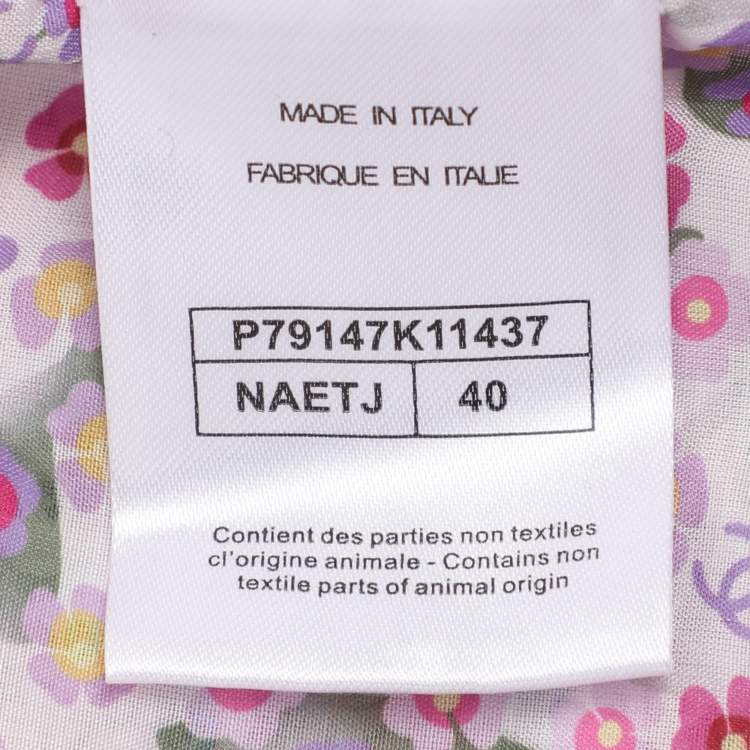 MADE IN ITALY
FABRIQUE EN ITALIE
P79147K11437
NAETJ 40
Contient des parties non textiles
cl'origine animale - Contains non
textile parts of animal origin